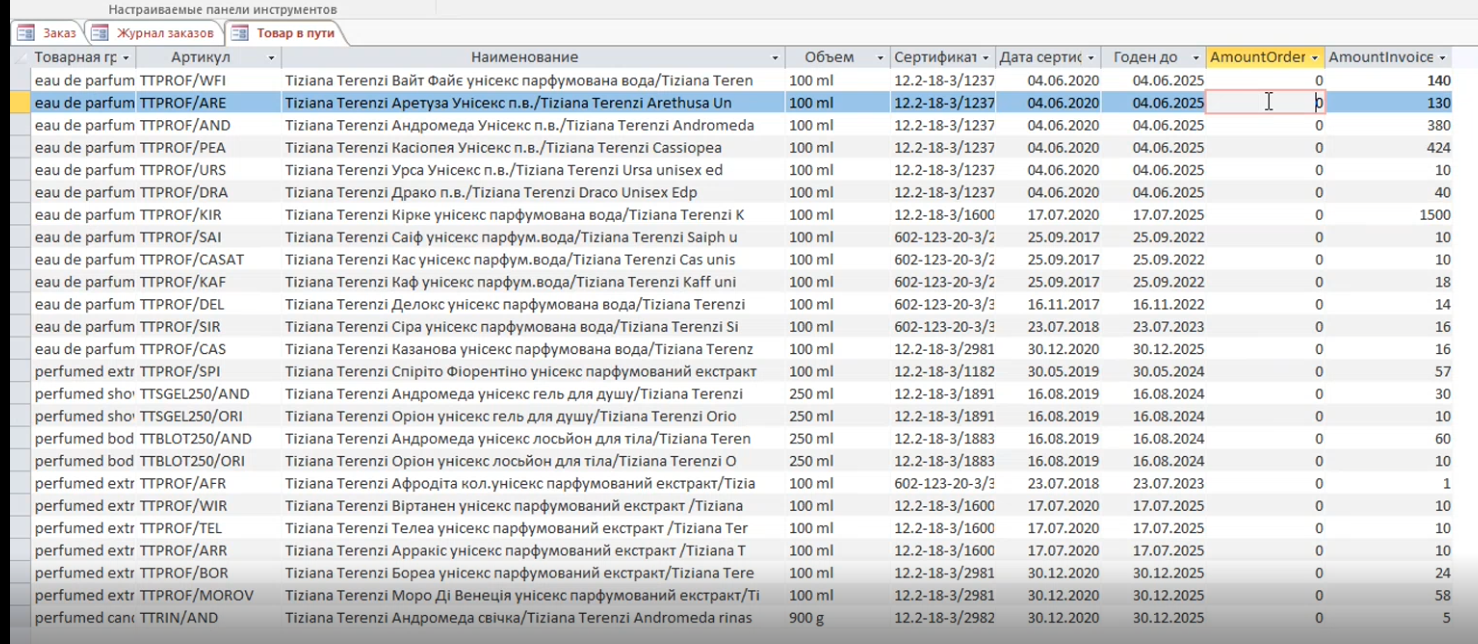 Настраиваемые панели инструментов
Заказ Журнал заказов Товар в пути
Товарная гр Артикул Наименование Объем Сертификат Дата сертиф Годен до AmountOrder AmountInvoice
eau de parfum TTPROF/WFI Tiziana Terenzi Вайт Файє унісекс парфумована вода/Tiziana Teren 100 ml 12.2-18-3/1237 04.06.2020 04.06.2025 0 140
eau de parfum TTPROF/ARE Tiziana Terenzi Аретуза Унісекс п.в./Tiziana Terenzi Arethusa Un 100 ml 12.2-18-3/1237 04.06.2020 04.06.2025 0 130
eau de parfum TTPROF/AND Tiziana Terenzi Андромеда Унісекс п.в./Tiziana Terenzi Andromeda 100 ml 12.2-18-3/1237 04.06.2020 04.06.2025 0 380
eau de parfum TTPROF/PEA Tiziana Terenzi Касіопея Унісекс п.в./Tiziana Terenzi Cassiopea 100 ml 12.2-18-3/1237 04.06.2020 04.06.2025 0 424
eau de parfum TTPROF/URS Tiziana Terenzi Урса Унісекс п.в./Tiziana Terenzi Ursa unisex ed 100 ml 12.2-18-3/1237 04.06.2020 04.06.2025 0 10
eau de parfum TTPROF/DRA Tiziana Terenzi Драко п.в./Tiziana Terenzi Draco Unisex Edp 100 ml 12.2-18-3/1237 04.06.2020 04.06.2025 0 40
eau de parfum TTPROF/KIR Tiziana Terenzi Кірке унісекс парфумована вода/Tiziana Terenzi K 100 ml 12.2-18-3/1600 17.07.2020 17.07.2025 0 1500
eau de parfum TTPROF/SAI Tiziana Terenzi Саіф унісекс парфум.вода/Tiziana Terenzi Saiph u 100 ml 602-123-20-3/2 25.09.2017 25.09.2022 0 10
eau de parfum TTPROF/CASAT Tiziana Terenzi Кас унісекс парфум.вода/Tiziana Terenzi Cas unis 100 ml 602-123-20-3/2 25.09.2017 25.09.2022 0 10
eau de parfum TTPROF/KAF Tiziana Terenzi Каф унісекс парфум.вода/Tiziana Terenzi Kaff uni 100 ml 602-123-20-3/2 25.09.2017 25.09.2022 0 18
eau de parfum TTPROF/DEL Tiziana Terenzi Делокс унісекс парфумована вода/Tiziana Terenzi 100 ml 602-123-20-3/3 16.11.2017 16.11.2022 0 14
eau de parfum TTPROF/SIR Tiziana Terenzi Сіра унісекс парфумована вода/Tiziana Terenzi Si 100 ml 602-123-20-3/3 23.07.2018 23.07.2023 0 16
eau de parfum TTPROF/CAS Tiziana Terenzi Казанова унісекс парфумована вода/Tiziana Terenz 100 ml 12.2-18-3/2981 30.12.2020 30.12.2025 0 16
perfumed extr TTPROF/SPI Tiziana Terenzi Спіріто Фіорентіно унісекс парфумований екстракт 100 ml 12.2-18-3/1182 30.05.2019 30.05.2024 0 57
perfumed shov TTSGEL250/AND Tiziana Terenzi Андромеда унісекс гель для душу/Tiziana Terenzi 250 ml 12.2-18-3/1891 16.08.2019 16.08.2024 0 30
perfumed shov TTSGEL250/ORI Tiziana Terenzi Оріон унісекс гель для душу/Tiziana Terenzi Orio 250 ml 12.2-18-3/1891 16.08.2019 16.08.2024 0 10
perfumed bod TTBLOT250/AND Tiziana Terenzi Андромеда унісекс лосьйон для тіла/Tiziana Teren 250 ml 12.2-18-3/1883 16.08.2019 16.08.2024 0 60
perfumed bod TTBLOT250/ORI Tiziana Terenzi Оріон унісекс лосьйон для тіла/Tiziana Terenzi O 250 ml 12.2-18-3/1883 16.08.2019 16.08.2024 0 10
perfumed extr TTPROF/AFR Tiziana Terenzi Афродіта кол.унісекс парфумований екстракт/Tizia 100 ml 602-123-20-3/3 23.07.2018 23.07.2023 0 1
perfumed extr TTPROF/WIR Tiziana Terenzi Віртанен унісекс парфумований екстракт /Tiziana 100 ml 12.2-18-3/1600 17.07.2020 17.07.2025 0 10
perfumed extr TTPROF/TEL Tiziana Terenzi Телеа унісекс парфумований екстракт /Tiziana Ter 100 ml 12.2-18-3/1600 17.07.2020 17.07.2025 0 10
perfumed extr TTPROF/ARR Tiziana Terenzi Арракіс унісекс парфумований екстракт /Tiziana T 100 ml 12.2-18-3/1600 17.07.2020 17.07.2025 0 10
perfumed extr TTPROF/BOR Tiziana Terenzi Бореа унісекс парфумований екстракт/Tiziana Tere 100 ml 12.2-18-3/2981 30.12.2020 30.12.2025 0 24
perfumed extr TTPROF/MOROV Tiziana Terenzi Моро Ді Венеція унісекс парфумований екстракт/Ti 100 ml 12.2-18-3/2981 30.12.2020 30.12.2025 0 58
perfumed canc TTRIN/AND Tiziana Terenzi Андромеда свічка/Tiziana Terenzi Andromeda rinas 900 g 12.2-18-3/2982 30.12.2020 30.12.2025 0 5